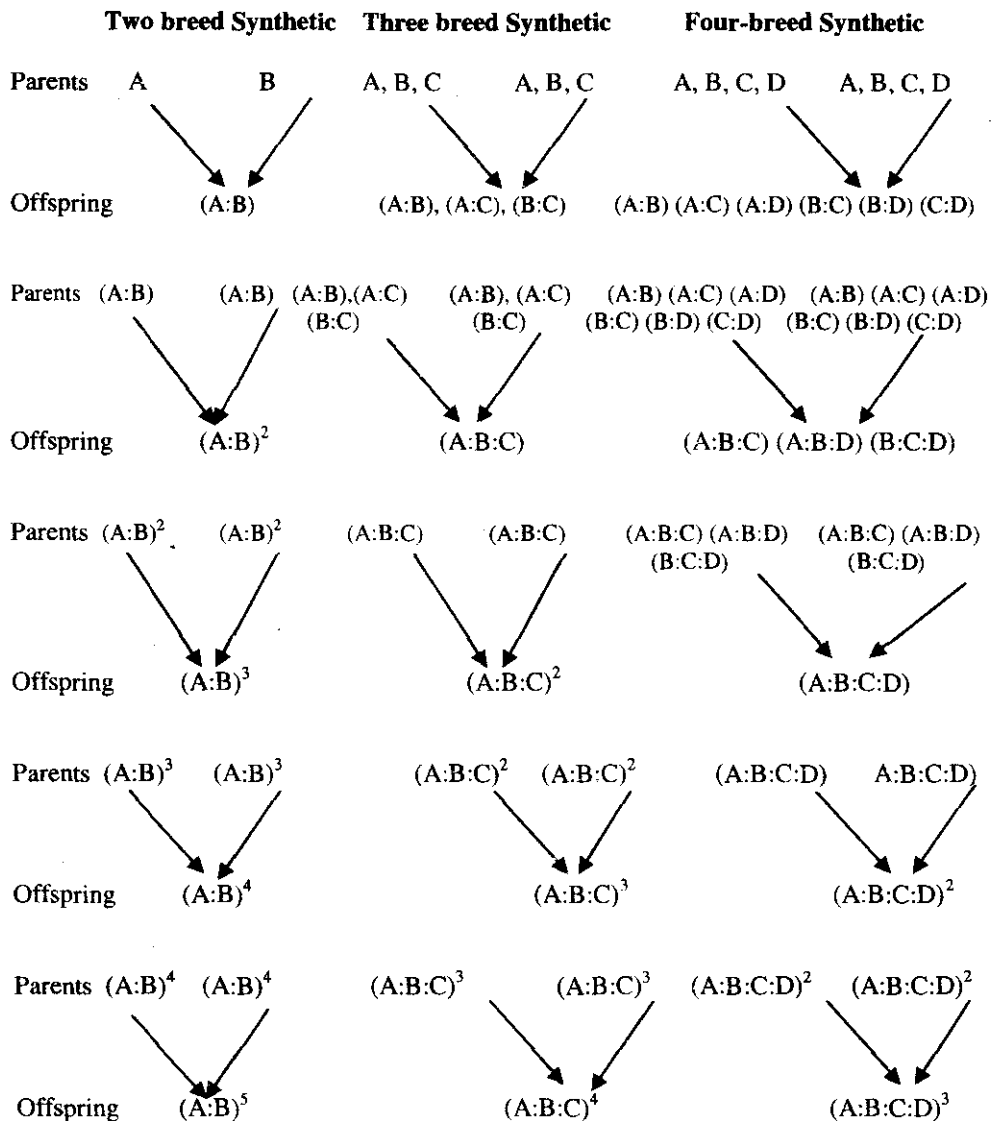 Two breed Synthetic Three breed Synthetic Four-breed Synthetic
Parents A B A, B, C A, B, C A, B, C, D A, B, C, D
Offspring (A:B) (A:B), (A:C), (B:C) (A:B) (A:C) (A:D) (B:C) (B:D) (C:D)
Parents (A:B) (A:B) (A:B),(A:C) (A:B), (A:C) (A:B) (A:C) (A:D) (A:B) (A:C) (A:D)
(B:C) (B:C) (B:C) (B:D) (C:D) (B:C) (B:D) (C:D)
Offspring (A:B)² (A:B:C) (A:B:C) (A:B:D) (B:C:D)
Parents (A:B)² (A:B)² (A:B:C) (A:B:C) (A:B:C) (A:B:D) (A:B:C) (A:B:D)
(B:C:D) (B:C:D)
Offspring (A:B)³ (A:B:C)² (A:B:C:D)
Parents (A:B)³ (A:B)³ (A:B:C)² (A:B:C)² (A:B:C:D) A:B:C:D)
Offspring (A:B)⁴ (A:B:C)³ (A:B:C:D)²
Parents (A:B)⁴ (A:B)⁴ (A:B:C)³ (A:B:C)³ (A:B:C:D)² (A:B:C:D)²
Offspring (A:B)⁵ (A:B:C)⁴ (A:B:C:D)³